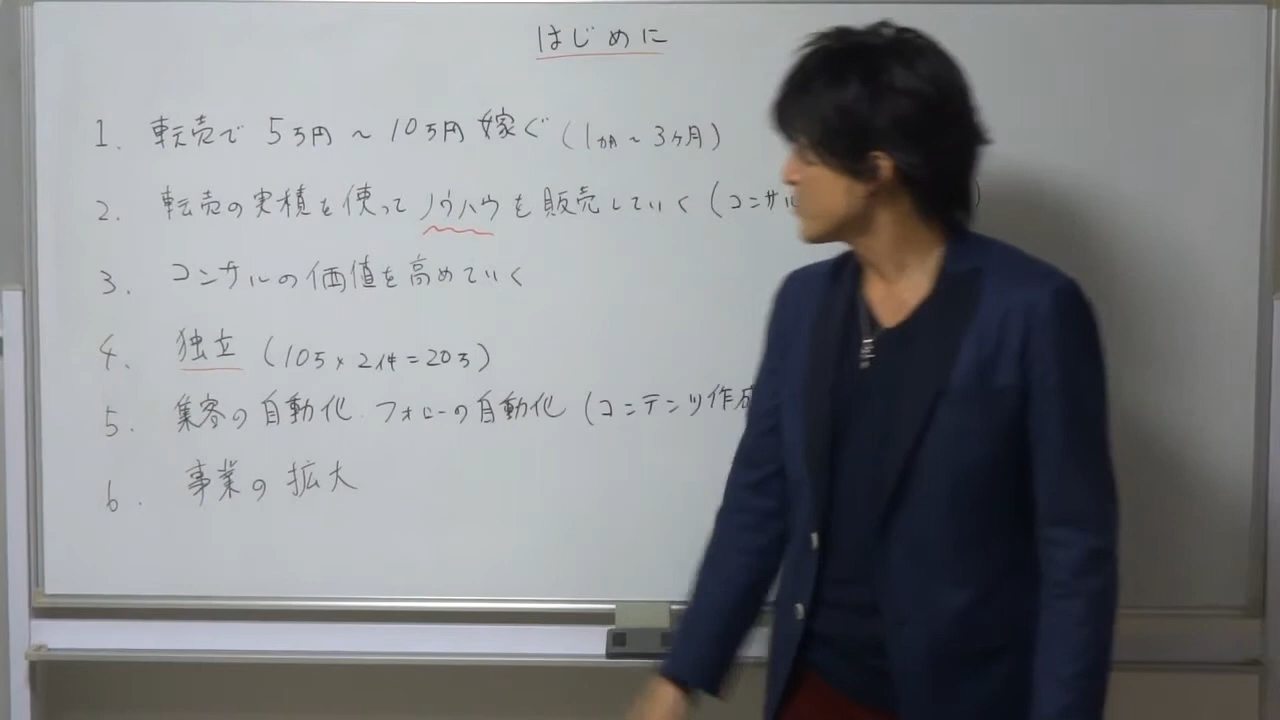 はじめに
1. 転売で 5万円 ~ 10万円 嫁ぐ (1ヵ月 ~ 3ヶ月)
2. 転売の実積を使って ノウハウを販売していく (コンサル )
3. コンサルの価値を高めていく
4. 独立 (10万 × 2件 = 20万)
5. 集客の自動化 フォローの自動化 (コンテンツ作成
6. 事業の拡大